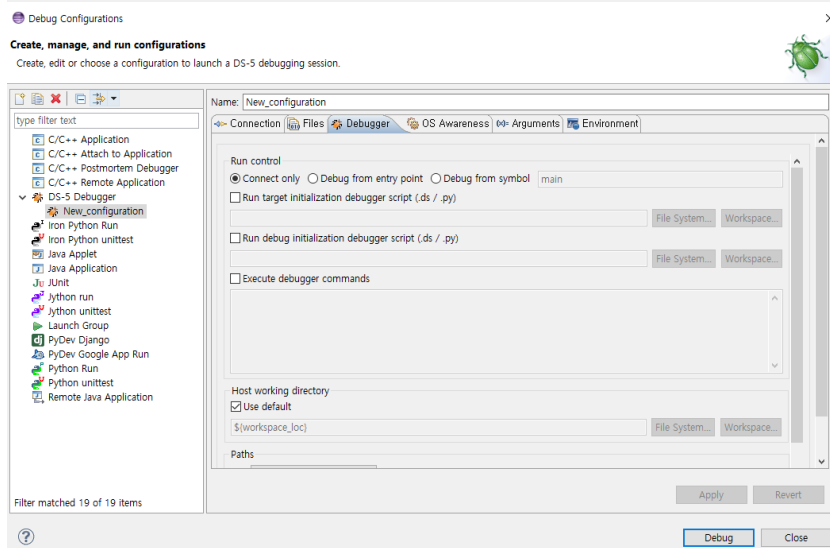 Debug Configurations
Create, manage, and run configurations
Create, edit or choose a configuration to launch a DS-5 debugging session.
type filter text
C/C++ Application
C/C++ Attach to Application
C/C++ Postmortem Debugger
C/C++ Remote Application
DS-5 Debugger
New_configuration
Iron Python Run
Iron Python unittest
Java Applet
Java Application
Ju JUnit
Jython run
Jython unittest
Launch Group
dj PyDev Django
PyDev Google App Run
Python Run
Python unittest
Remote Java Application
Filter matched 19 of 19 items
Name: New_configuration
Connection Files Debugger OS Awareness Arguments Environment
Run control
Connect only Debug from entry point Debug from symbol main
Run target initialization debugger script (.ds / .py)
File System... Workspace...
Run debug initialization debugger script (.ds / .py)
File System... Workspace...
Execute debugger commands
Host working directory
Use default
${workspace_loc} File System... Workspace...
Paths
Apply Revert
? Debug Close